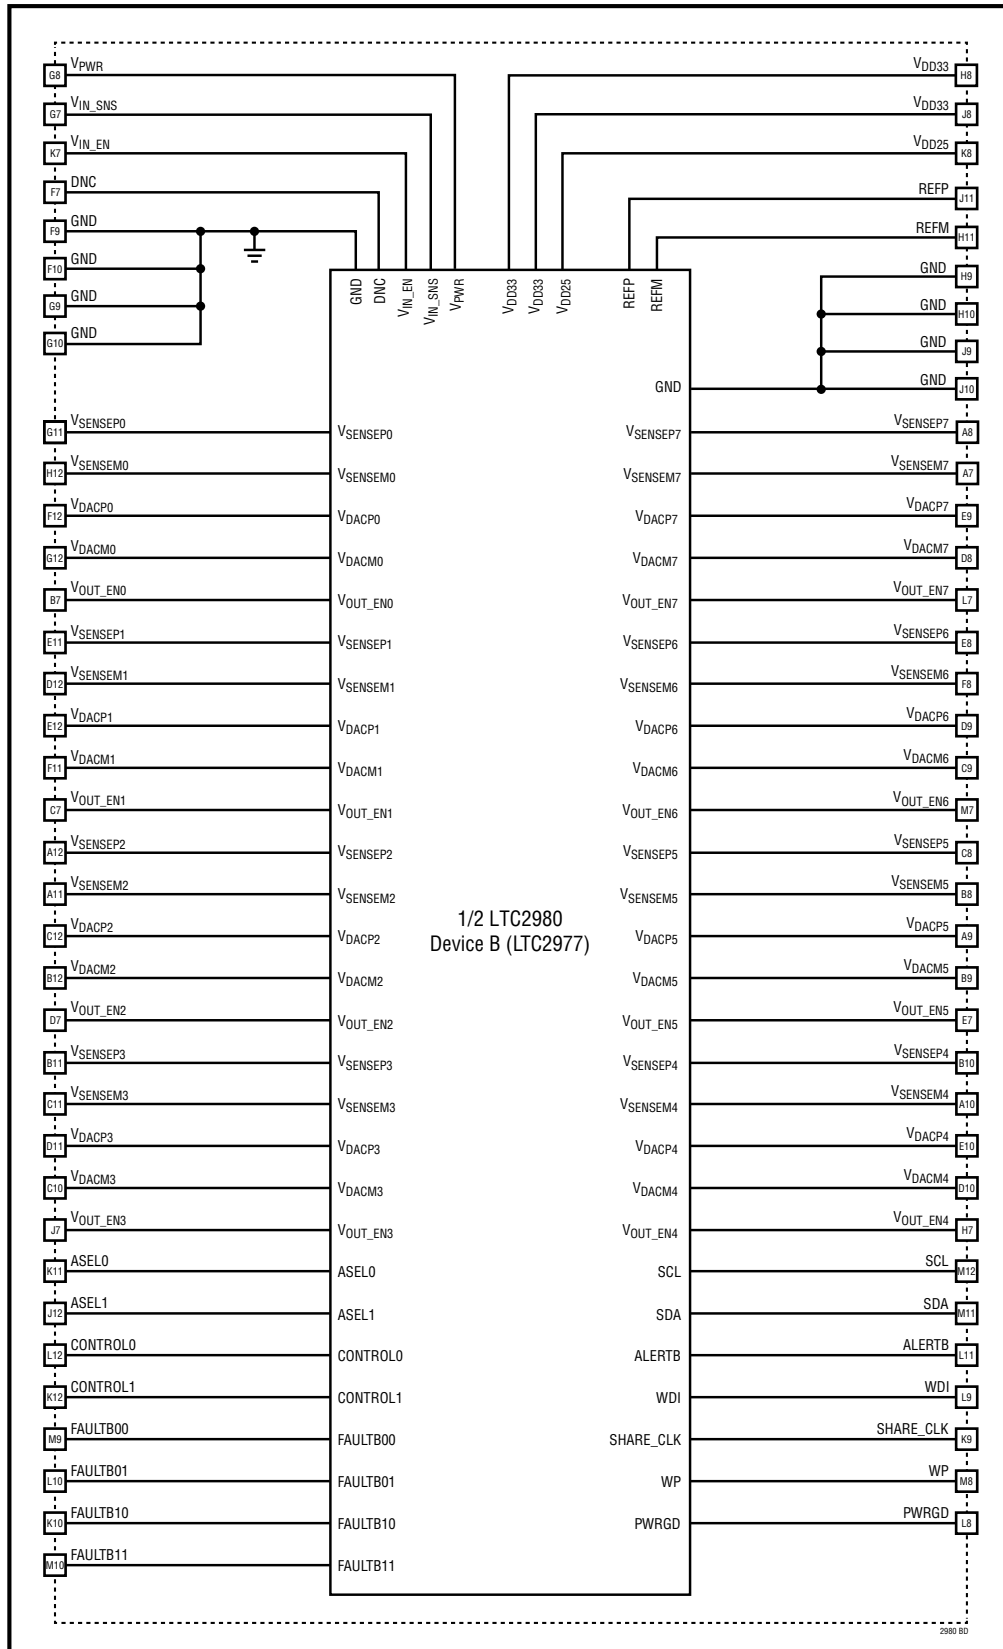 G8 VPWR
G7 VIN_SNS
K7 VIN_EN
F7 DNC
F9 GND
F10 GND
G9 GND
G10 GND
VDD33 H8
VDD33 J8
VDD25 K8
REFP J11
REFM H11
GND H9
GND H10
GND J9
GND J10
GND
DNC
VIN_EN
VIN_SNS
VPWR
VDD33
VDD33
VDD25
REFP
REFM
GND
G11 VSENSEP0 VSENSEP0 VSENSEP7 VSENSEP7 A8
H12 VSENSEM0 VSENSEM0 VSENSEM7 VSENSEM7 A7
F12 VDACP0 VDACP0 VDACP7 VDACP7 E9
G12 VDACM0 VDACM0 VDACM7 VDACM7 D8
B7 VOUT_EN0 VOUT_EN0 VOUT_EN7 VOUT_EN7 L7
E11 VSENSEP1 VSENSEP1 VSENSEP6 VSENSEP6 E8
D12 VSENSEM1 VSENSEM1 VSENSEM6 VSENSEM6 F8
E12 VDACP1 VDACP1 VDACP6 VDACP6 D9
F11 VDACM1 VDACM1 VDACM6 VDACM6 C9
C7 VOUT_EN1 VOUT_EN1 VOUT_EN6 VOUT_EN6 M7
A12 VSENSEP2 VSENSEP2 VSENSEP5 VSENSEP5 C8
A11 VSENSEM2 VSENSEM2 VSENSEM5 VSENSEM5 B8
1/2 LTC2980
Device B (LTC2977)
C12 VDACP2 VDACP2 VDACP5 VDACP5 A9
B12 VDACM2 VDACM2 VDACM5 VDACM5 B9
D7 VOUT_EN2 VOUT_EN2 VOUT_EN5 VOUT_EN5 E7
B11 VSENSEP3 VSENSEP3 VSENSEP4 VSENSEP4 B10
C11 VSENSEM3 VSENSEM3 VSENSEM4 VSENSEM4 A10
D11 VDACP3 VDACP3 VDACP4 VDACP4 E10
C10 VDACM3 VDACM3 VDACM4 VDACM4 D10
J7 VOUT_EN3 VOUT_EN3 VOUT_EN4 VOUT_EN4 H7
K11 ASEL0 ASEL0 SCL SCL M12
J12 ASEL1 ASEL1 SDA SDA M11
L12 CONTROL0 CONTROL0 ALERTB ALERTB L11
K12 CONTROL1 CONTROL1 WDI WDI L9
M9 FAULTB00 FAULTB00 SHARE_CLK SHARE_CLK K9
L10 FAULTB01 FAULTB01 WP WP M8
K10 FAULTB10 FAULTB10 PWRGD PWRGD L8
M10 FAULTB11 FAULTB11
2980 BD